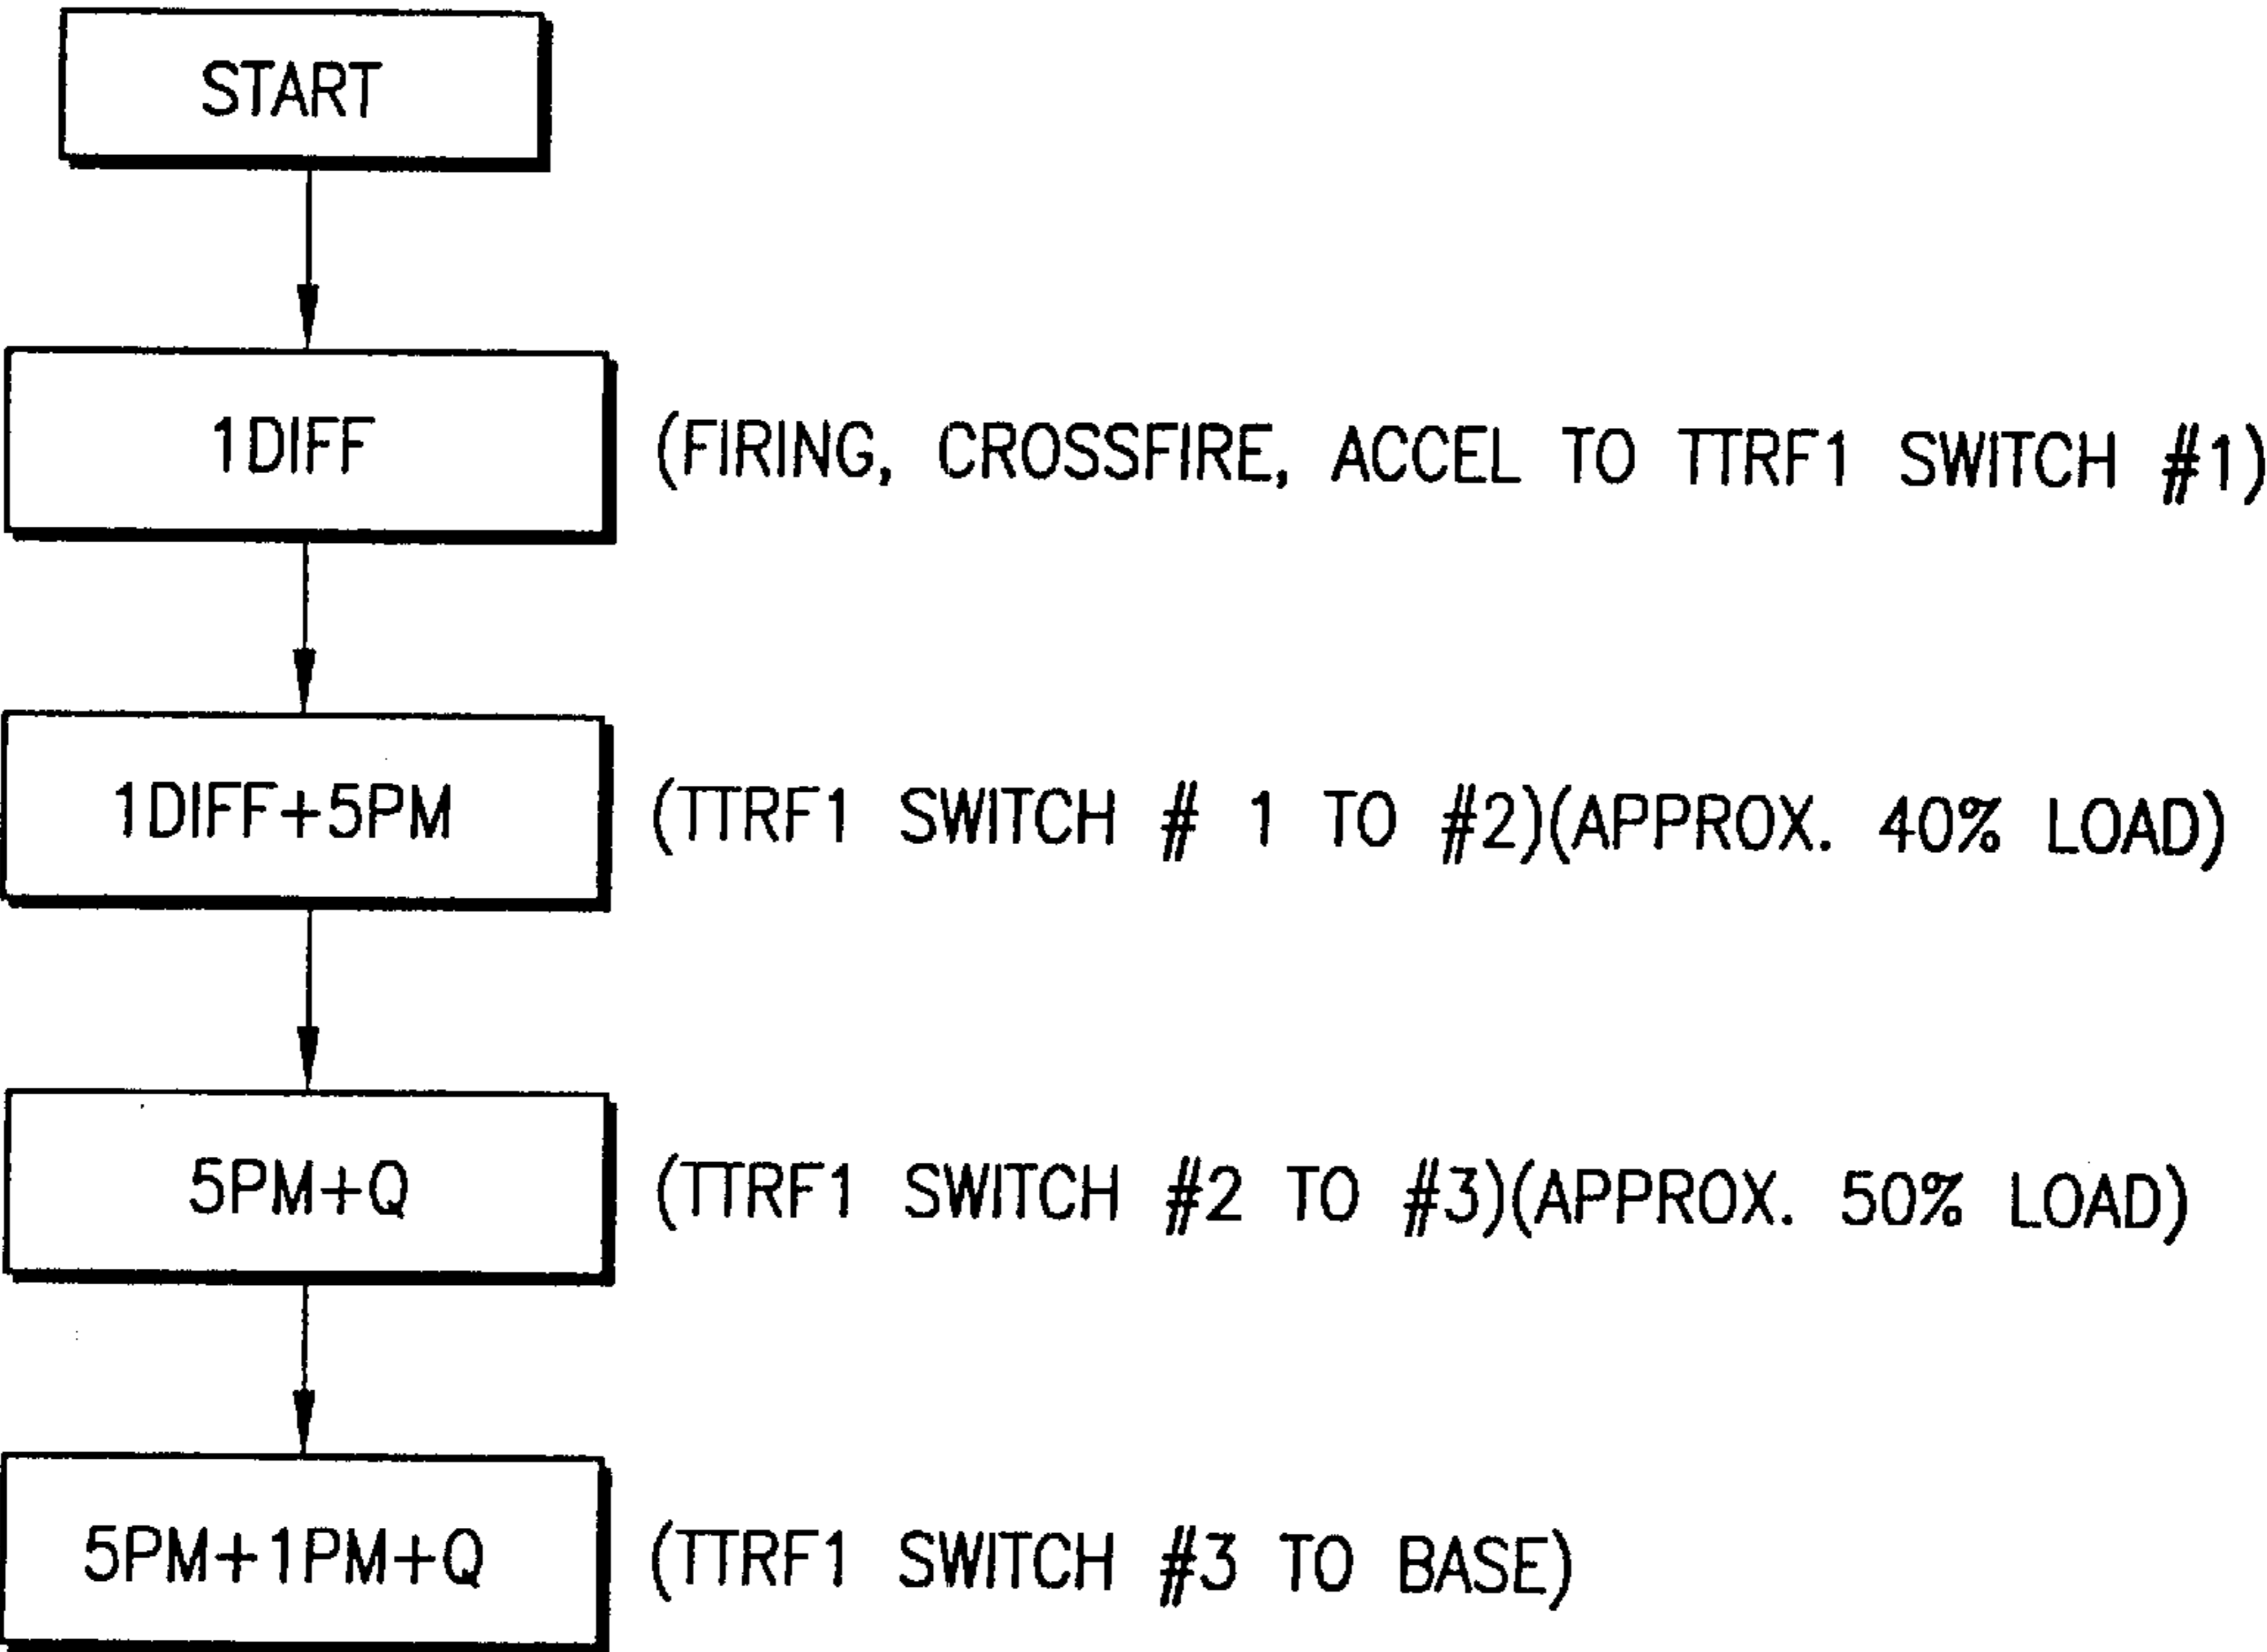 START
1DIFF
(FIRING, CROSSFIRE, ACCEL TO TTRF1 SWITCH #1)
1DIFF+5PM
(TTRF1 SWITCH # 1 TO #2)(APPROX. 40% LOAD)
5PM+Q
(TTRF1 SWITCH #2 TO #3)(APPROX. 50% LOAD)
5PM+1PM+Q
(TTRF1 SWITCH #3 TO BASE)